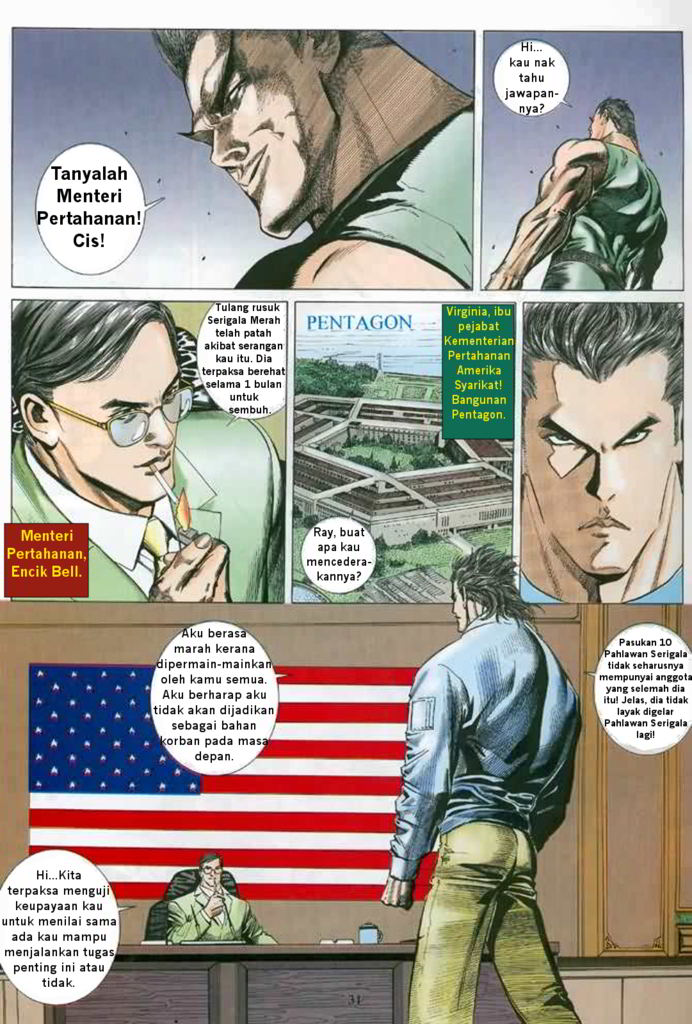 Tanyalah
Menteri
Pertahanan!
Cis!
Hi...
kau nak
tahu
jawapan-
nya?
Tulang rusuk
Serigala Merah
telah patah
akibat serangan
kau itu. Dia
terpaksa berehat
selama 1 bulan
untuk
sembuh.
Menteri
Pertahanan,
Encik Bell.
PENTAGON
Virginia, ibu
pejabat
Kementerian
Pertahanan
Amerika
Syarikat!
Bangunan
Pentagon.
Ray, buat
apa kau
mencedera-
kannya?
Aku berasa
marah kerana
dipermain-mainkan
oleh kamu semua.
Aku berharap aku
tidak akan dijadikan
sebagai bahan
korban pada masa
depan.
Pasukan 10
Pahlawan Serigala
tidak seharusnya
mempunyai anggota
yang selemah dia
itu! Jelas, dia tidak
layak digelar
Pahlawan Serigala
lagi!
Hi...Kita
terpaksa menguji
keupayaan kau
untuk menilai sama
ada kau mampu
menjalankan tugas
penting ini atau
tidak.
31